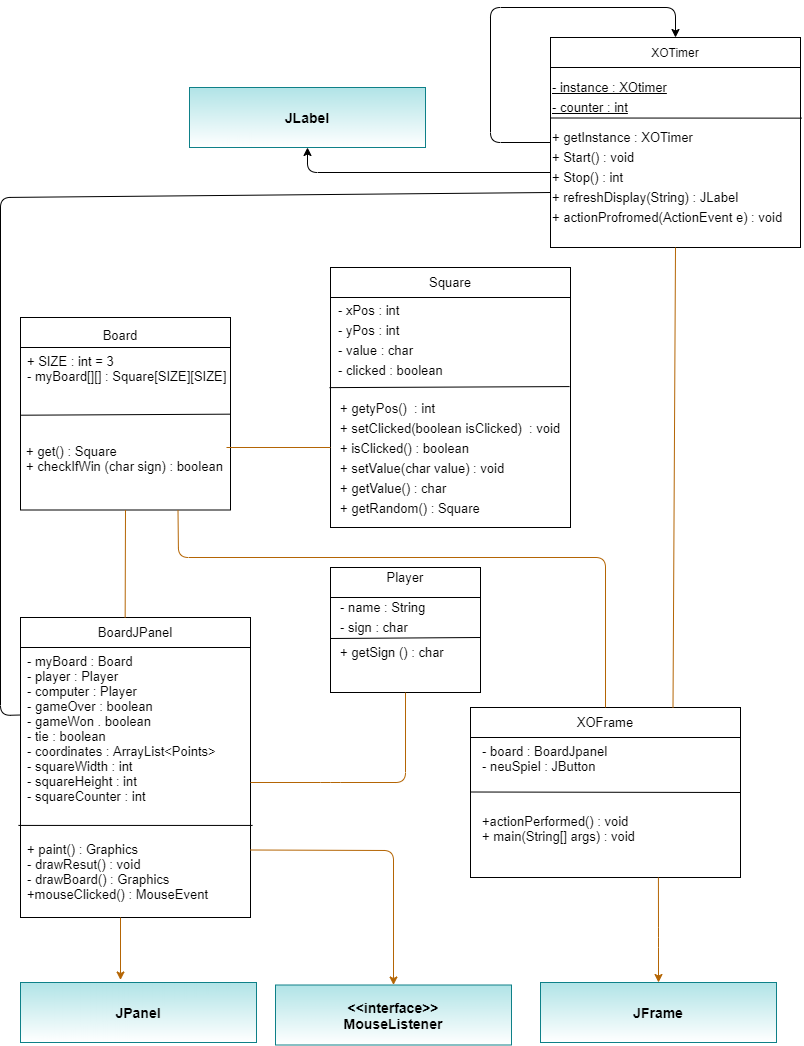 XOTimer
- instance : XOtimer
- counter : int
+ getInstance : XOTimer
+ Start() : void
+ Stop() : int
+ refreshDisplay(String) : JLabel
+ actionProfromed(ActionEvent e) : void
JLabel
Square
- xPos : int
- yPos : int
- value : char
- clicked : boolean
+ getyPos() : int
+ setClicked(boolean isClicked) : void
+ isClicked() : boolean
+ setValue(char value) : void
+ getValue() : char
+ getRandom() : Square
Board
+ SIZE : int = 3
- myBoard[][] : Square[SIZE][SIZE]
+ get() : Square
+ checkIfWin (char sign) : boolean
Player
- name : String
- sign : char
+ getSign () : char
BoardJPanel
- myBoard : Board
- player : Player
- computer : Player
- gameOver : boolean
- gameWon : boolean
- tie : boolean
- coordinates : ArrayList<Points>
- squareWidth : int
- squareHeight : int
- squareCounter : int
+ paint() : Graphics
- drawResut() : void
- drawBoard() : Graphics
+mouseClicked() : MouseEvent
XOFrame
- board : BoardJpanel
- neuSpiel : JButton
+actionPerformed() : void
+ main(String[] args) : void
JPanel
<<interface>>
MouseListener
JFrame